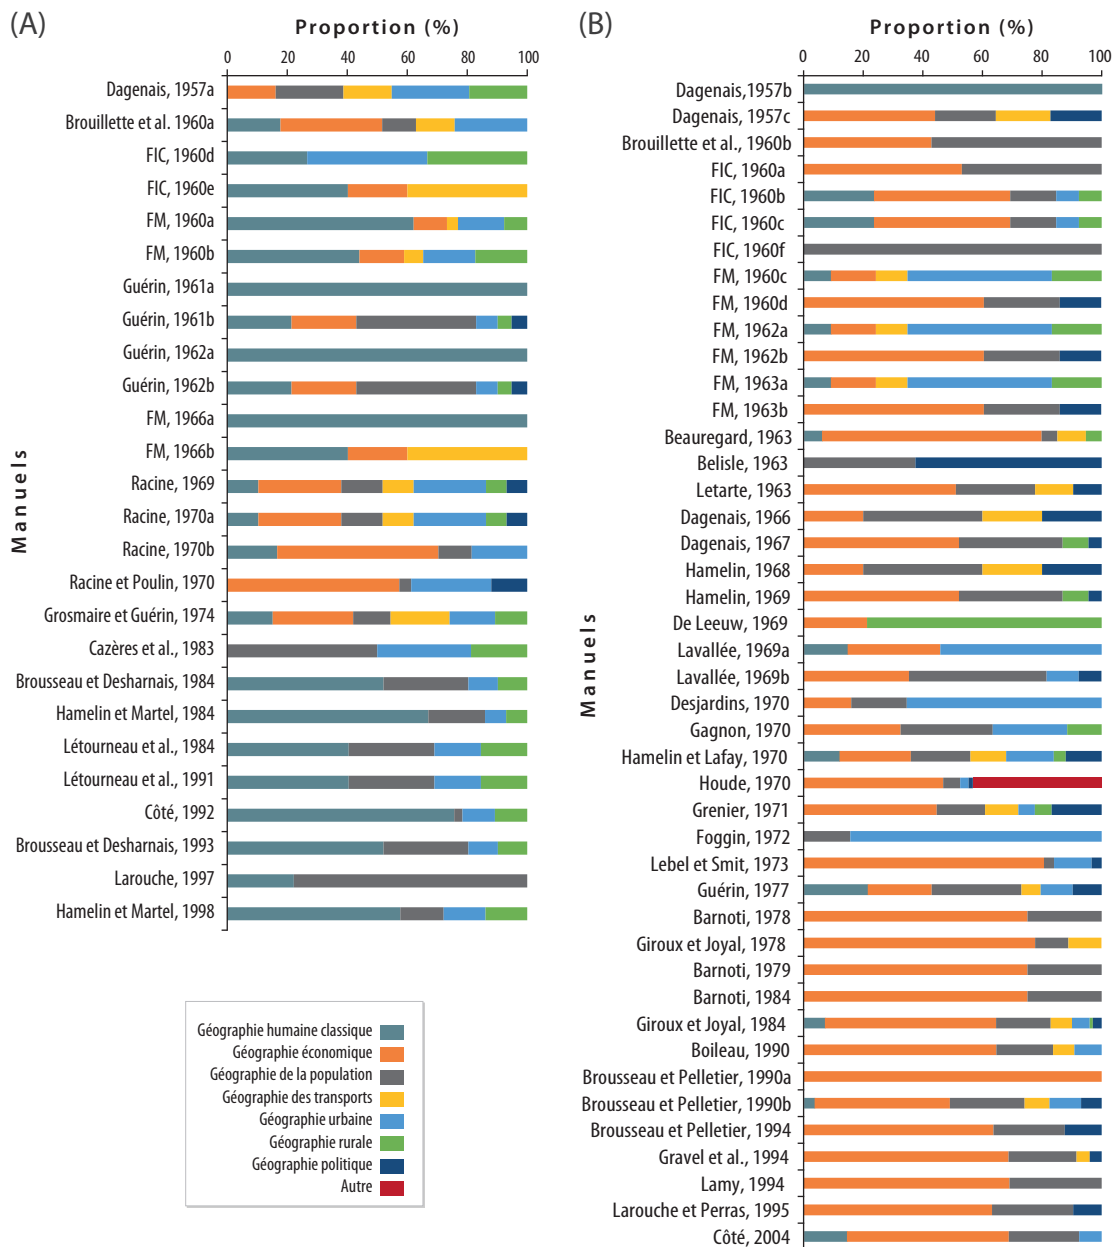 (A)
Proportion (%)
0 20 40 60 80 100
Manuels
Dagenais, 1957a
Brouillette et al. 1960a
FIC, 1960d
FIC, 1960e
FM, 1960a
FM, 1960b
Guérin, 1961a
Guérin, 1961b
Guérin, 1962a
Guérin, 1962b
FM, 1966a
FM, 1966b
Racine, 1969
Racine, 1970a
Racine, 1970b
Racine et Poulin, 1970
Grosmaire et Guérin, 1974
Cazères et al., 1983
Brousseau et Desharnais, 1984
Hamelin et Martel, 1984
Létourneau et al., 1984
Létourneau et al., 1991
Côté, 1992
Brousseau et Desharnais, 1993
Larouche, 1997
Hamelin et Martel, 1998
Géographie humaine classique
Géographie économique
Géographie de la population
Géographie des transports
Géographie urbaine
Géographie rurale
Géographie politique
Autre
(B)
Proportion (%)
0 20 40 60 80 100
Manuels
Dagenais,1957b
Dagenais, 1957c
Brouillette et al., 1960b
FIC, 1960a
FIC, 1960b
FIC, 1960c
FIC, 1960f
FM, 1960c
FM, 1960d
FM, 1962a
FM, 1962b
FM, 1963a
FM, 1963b
Beauregard, 1963
Belisle, 1963
Letarte, 1963
Dagenais, 1966
Dagenais, 1967
Hamelin, 1968
Hamelin, 1969
De Leeuw, 1969
Lavallée, 1969a
Lavallée, 1969b
Desjardins, 1970
Gagnon, 1970
Hamelin et Lafay, 1970
Houde, 1970
Grenier, 1971
Foggin, 1972
Lebel et Smit, 1973
Guérin, 1977
Barnoti, 1978
Giroux et Joyal, 1978
Barnoti, 1979
Barnoti, 1984
Giroux et Joyal, 1984
Boileau, 1990
Brousseau et Pelletier, 1990a
Brousseau et Pelletier, 1990b
Brousseau et Pelletier, 1994
Gravel et al., 1994
Lamy, 1994
Larouche et Perras, 1995
Côté, 2004